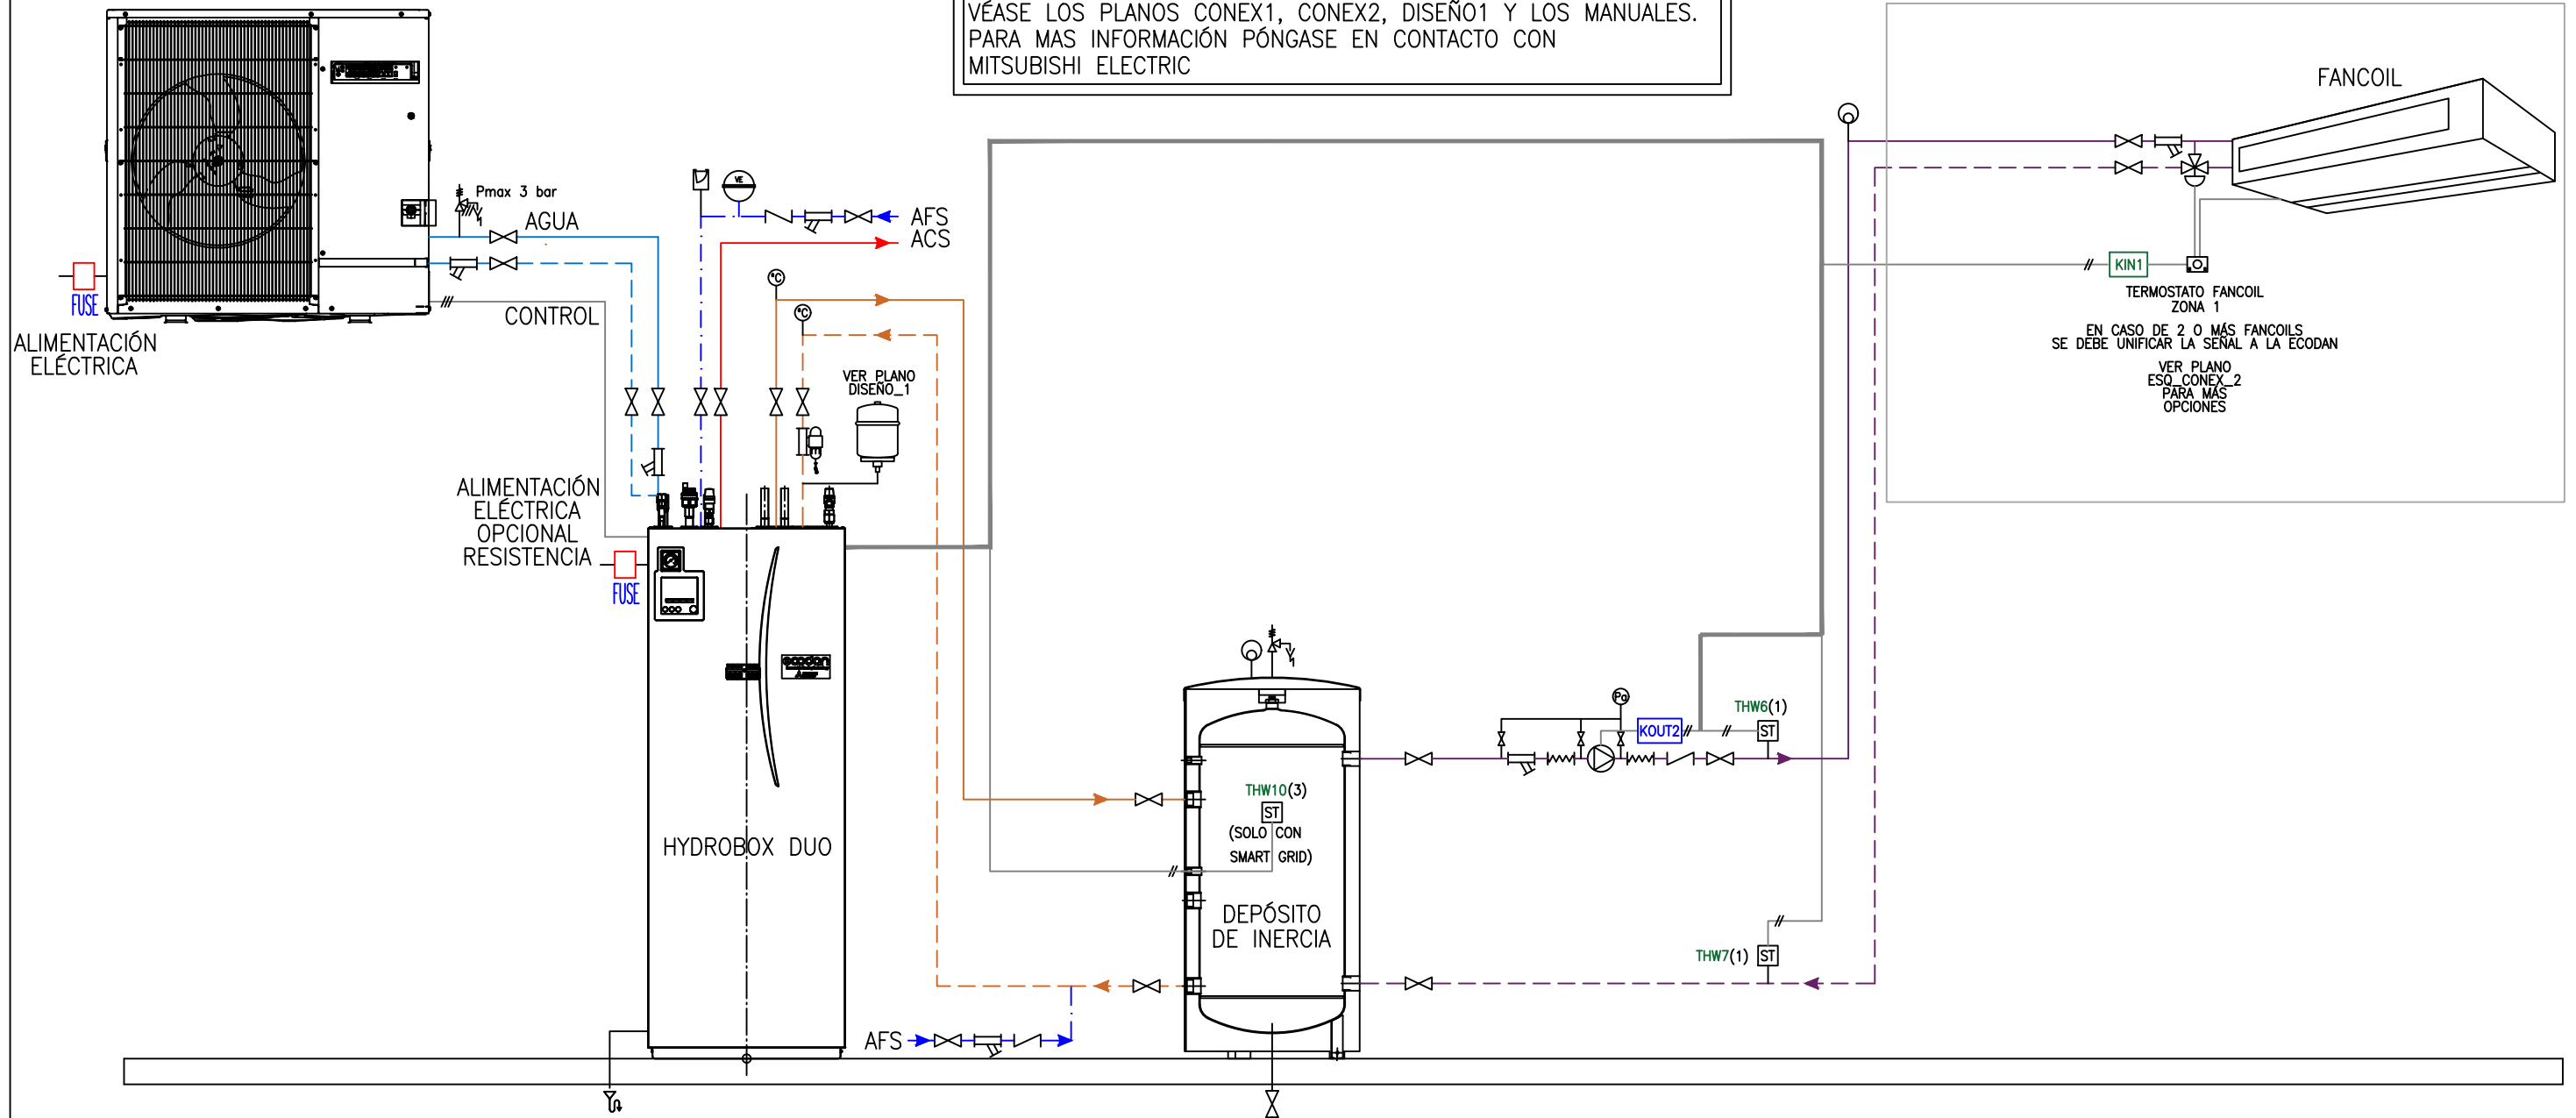 VÉASE LOS PLANOS CONEX1, CONEX2, DISEÑO1 Y LOS MANUALES.
PARA MAS INFORMACIÓN PÓNGASE EN CONTACTO CON
MITSUBISHI ELECTRIC
FANCOIL
Pmax 3 bar
AGUA
VE
AFS
ACS
FUSE
CONTROL
ALIMENTACIÓN
ELÉCTRICA
°C
°C
KIN1
TERMOSTATO FANCOIL
ZONA 1
EN CASO DE 2 O MÁS FANCOILS
SE DEBE UNIFICAR LA SEÑAL A LA ECODAN
VER PLANO
ESQ_CONEX_2
PARA MÁS
OPCIONES
VER PLANO
DISEÑO_1
ALIMENTACIÓN
ELÉCTRICA
OPCIONAL
RESISTENCIA
FUSE
ecodan
HYDROBOX DUO
THW10(3)
ST
(SOLO CON
SMART GRID)
DEPÓSITO
DE INERCIA
Pa
KOUT2
THW6(1)
ST
THW7(1)
ST
AFS